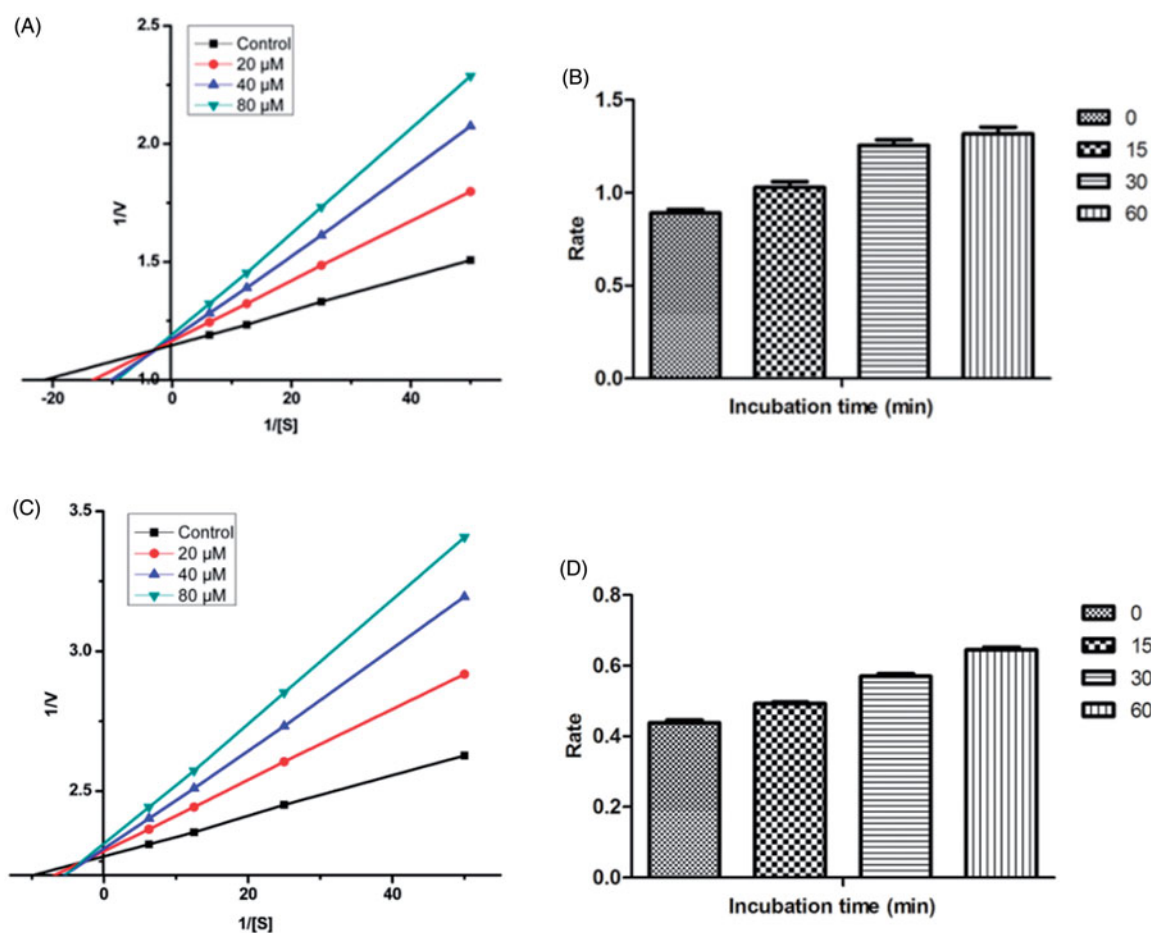 (A)
2.5
2.0
1.5
1.0
1/V
Control
20 μM
40 μM
80 μM
-20
0
20
40
1/[S]
(B)
1.5
1.0
0.5
0.0
Rate
Incubation time (min)
0
15
30
60
(C)
3.5
3.0
2.5
1/V
Control
20 μM
40 μM
80 μM
0
20
40
1/[S]
(D)
0.8
0.6
0.4
0.2
0.0
Rate
Incubation time (min)
0
15
30
60